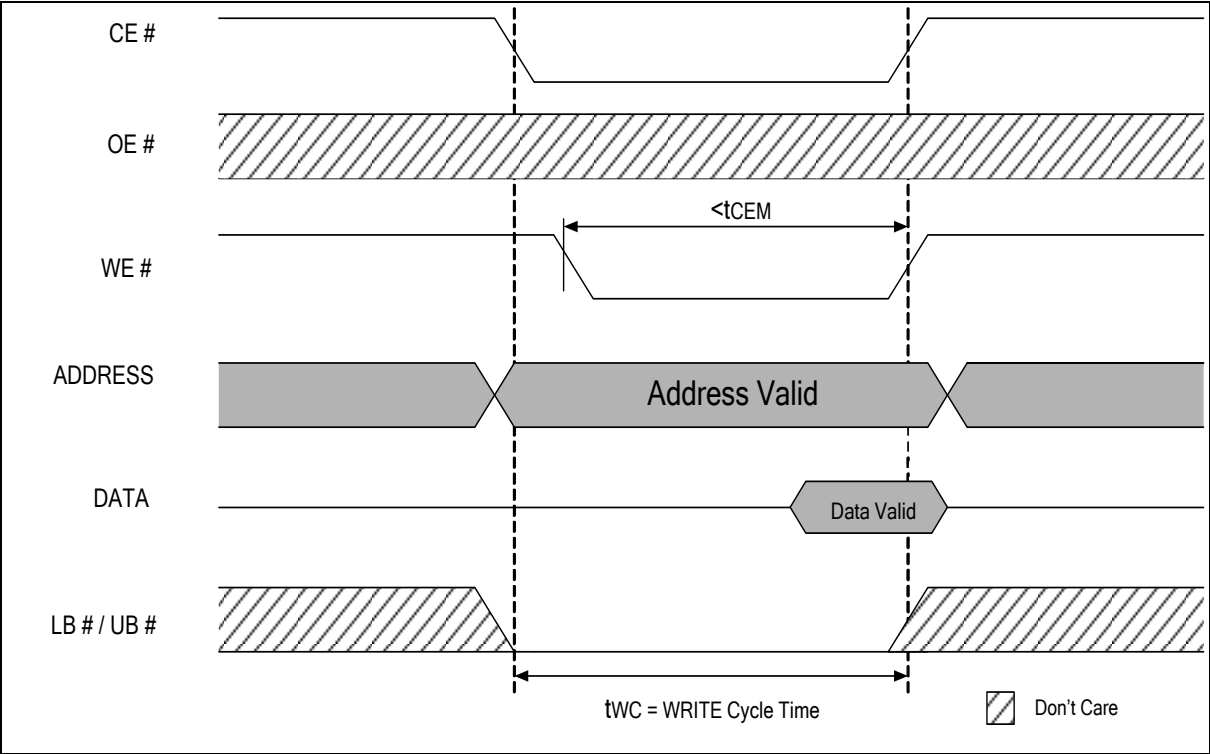 CE #
OE #
<tCEM
WE #
ADDRESS
Address Valid
DATA
Data Valid
LB # / UB #
tWC = WRITE Cycle Time
Don't Care